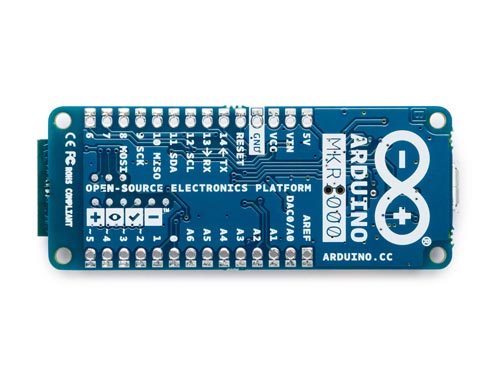 6
7
8 MOSI
9 SCK
10 MISO
11 SDA
12 SCL
13→RX
14←TX
RESET
GND
VCC
VIN
5V
CE FC ROHS COMPLIANT
OPEN-SOURCE ELECTRONICS PLATFORM
MKR1000
ARDUINO
®
TM
~5
~4
~3
~2
1
0
A6
A5
A4
A3
A2
A1
DAC0/A0
AREF
ARDUINO.CC